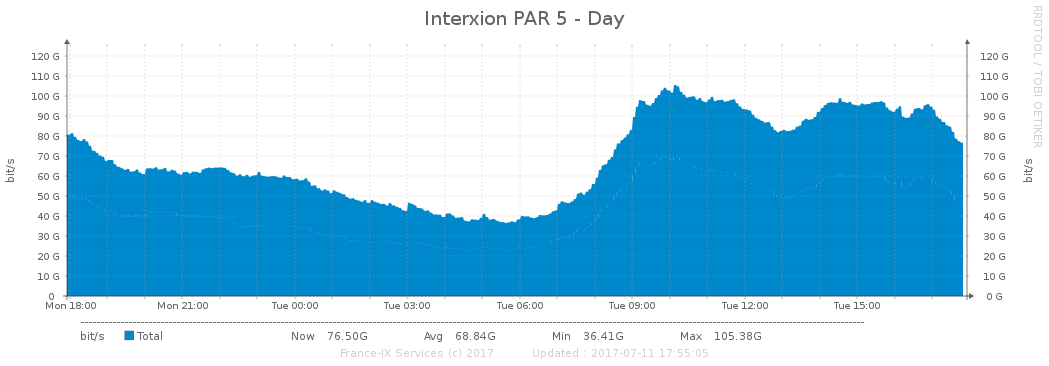 Interxion PAR 5 - Day
RRDTOOL / TOBI OETIKER
bit/s
120 G 120 G
110 G 110 G
100 G 100 G
90 G 90 G
80 G 80 G
70 G 70 G
60 G 60 G
50 G 50 G
40 G 40 G
30 G 30 G
20 G 20 G
10 G 10 G
0 0 G
bit/s
Mon 18:00 Mon 21:00 Tue 00:00 Tue 03:00 Tue 06:00 Tue 09:00 Tue 12:00 Tue 15:00
bit/s Total Now 76.50G Avg 68.84G Min 36.41G Max 105.38G
France-IX Services (c) 2017 Updated : 2017-07-11 17:55:05